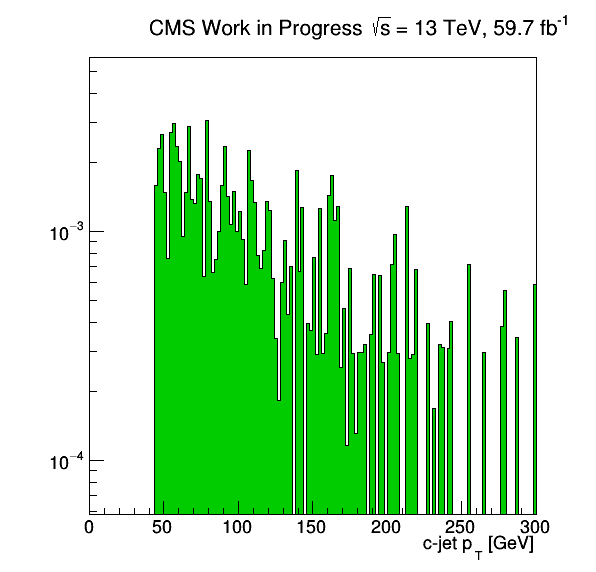 CMS Work in Progress √s = 13 TeV, 59.7 fb⁻¹
10⁻³
10⁻⁴
0 50 100 150 200 250 300
c-jet p_T [GeV]